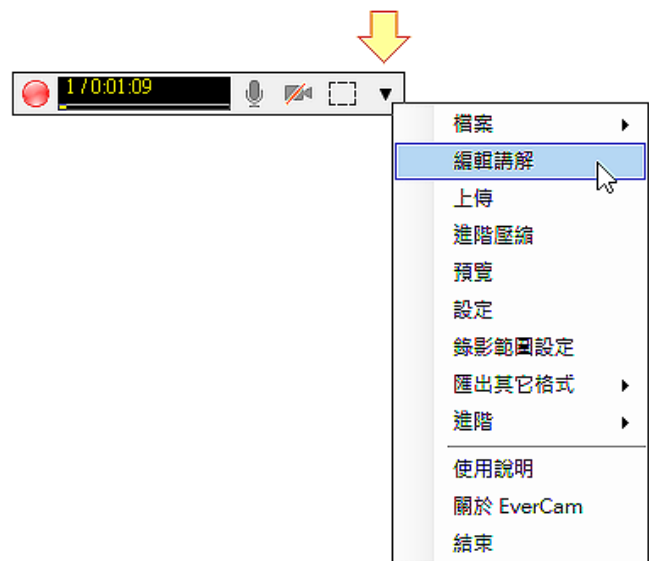 1 / 0:01:09
檔案
編輯講解
上停
進階壓縮
預覽
設定
錄影範圍設定
匯出其它格式
進階
使用說明
關於 EverCam
結束